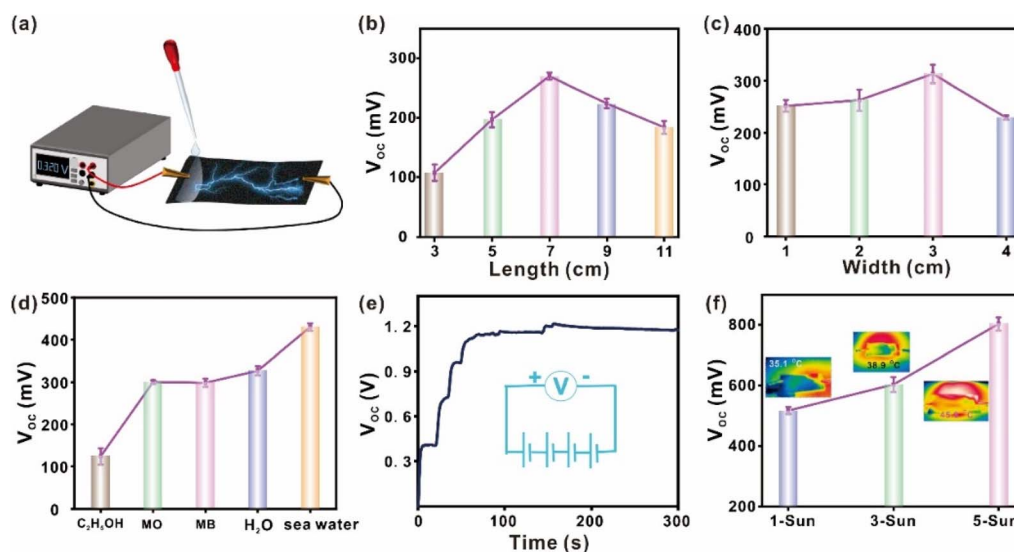 (a)
0.320 V
(b)
V_OC (mV)
300
200
100
0
3 5 7 9 11
Length (cm)
(c)
V_OC (mV)
400
300
200
100
0
1 2 3 4
Width (cm)
(d)
V_OC (mV)
500
400
300
200
100
0
C₂H₅OH MO MB H₂O sea water
(e)
V_OC (V)
1.2
0.9
0.6
0.3
+ V -
0 100 200 300
Time (s)
(f)
V_OC (mV)
800
600
400
200
35.1 °C
38.9 °C
1-Sun 3-Sun 5-Sun